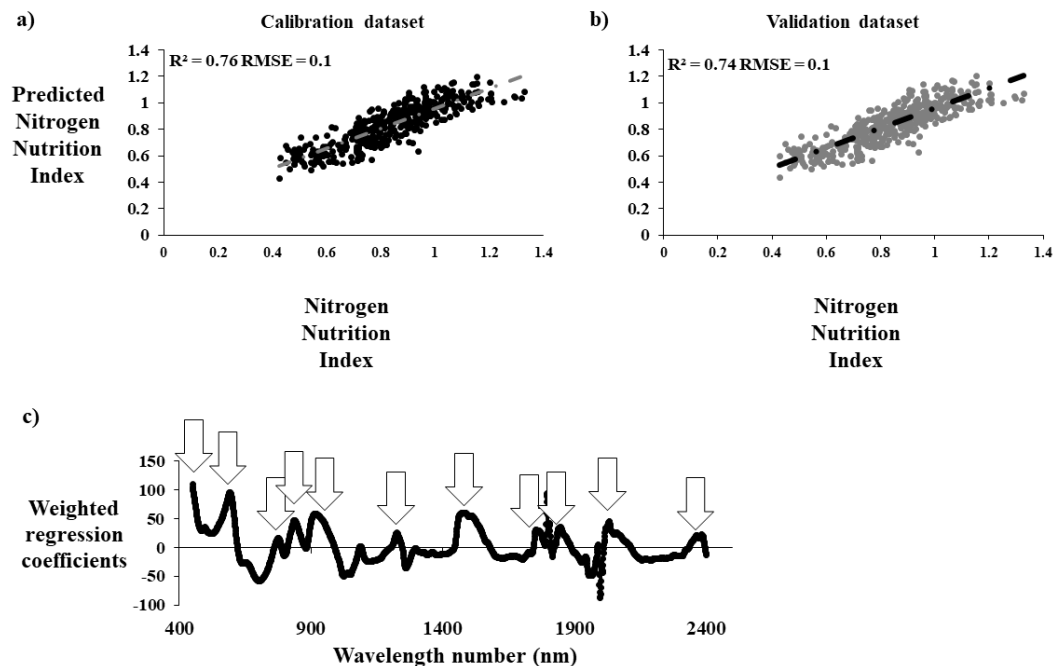 a)
Calibration dataset
R² = 0.76 RMSE = 0.1
Predicted
Nitrogen
Nutrition
Index
1.4
1.2
1
0.8
0.6
0.4
0.2
0
0 0.2 0.4 0.6 0.8 1 1.2 1.4
Nitrogen
Nutrition
Index
b)
Validation dataset
R² = 0.74 RMSE = 0.1
1.4
1.2
1
0.8
0.6
0.4
0.2
0
0 0.2 0.4 0.6 0.8 1 1.2 1.4
Nitrogen
Nutrition
Index
c)
Weighted
regression
coefficients
150
100
50
0
-50
-100
400 900 1400 1900 2400
Wavelength number (nm)